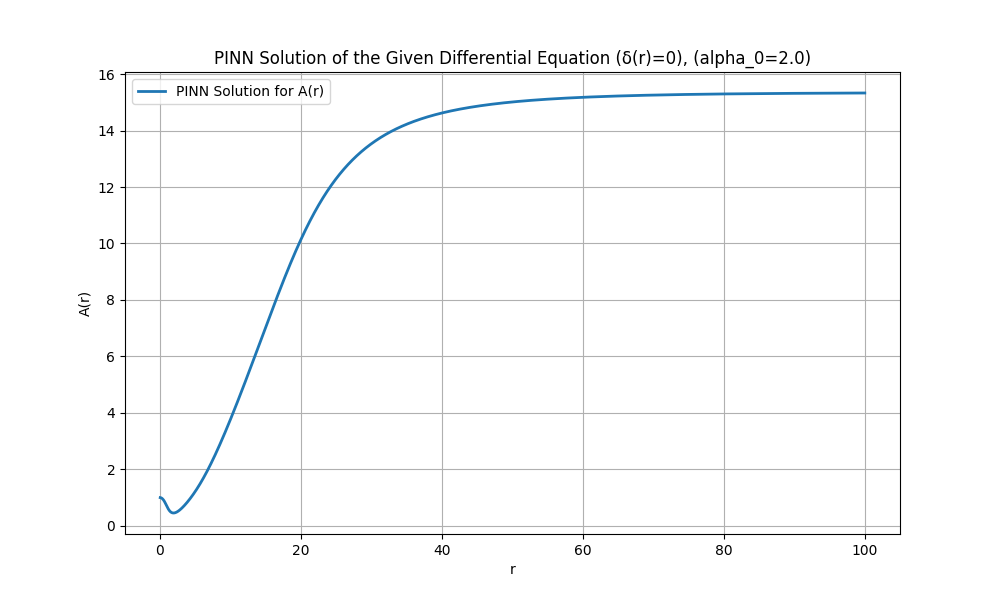 PINN Solution of the Given Differential Equation (δ(r)=0), (alpha_0=2.0)
PINN Solution for A(r)
A(r)
16
14
12
10
8
6
4
2
0
0 20 40 60 80 100
r